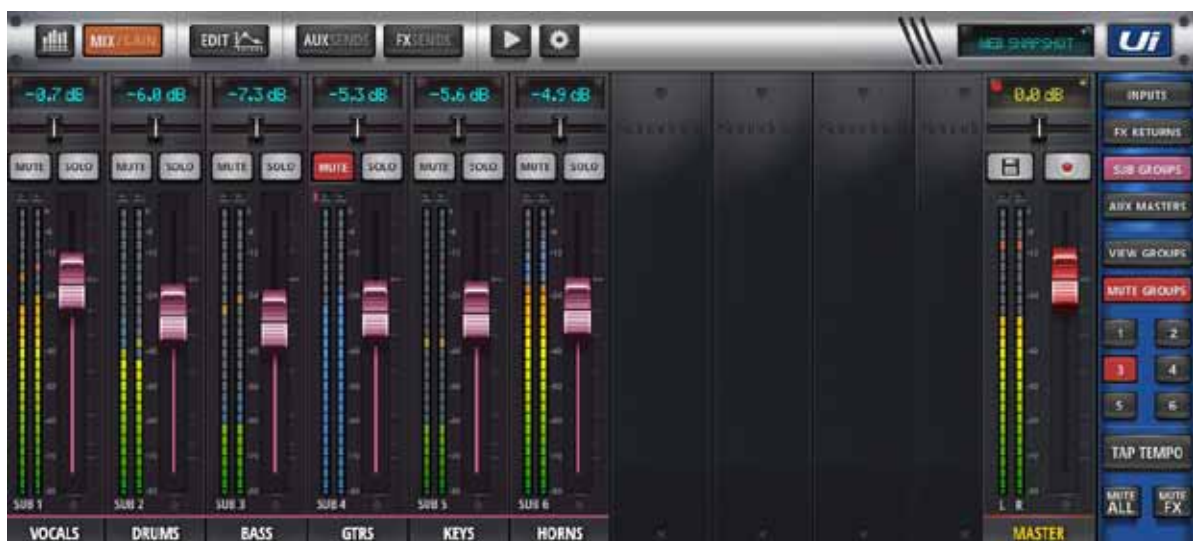 MIX/GAIN EDIT AUX SENDS FX SENDS WEB SNAPSHOT Ui
-0.7 dB -6.0 dB -7.3 dB -5.3 dB -5.6 dB -4.9 dB 0.0 dB
MUTE SOLO MUTE SOLO MUTE SOLO MUTE SOLO MUTE SOLO MUTE SOLO
INPUTS
FX RETURNS
SUB GROUPS
AUX MASTERS
VIEW GROUPS
MUTE GROUPS
1 2
3 4
5 6
TAP TEMPO
MUTE ALL MUTE FX
SUB 1 SUB 2 SUB 3 SUB 4 SUB 5 SUB 6 L R
VOCALS DRUMS BASS GTRS KEYS HORNS MASTER